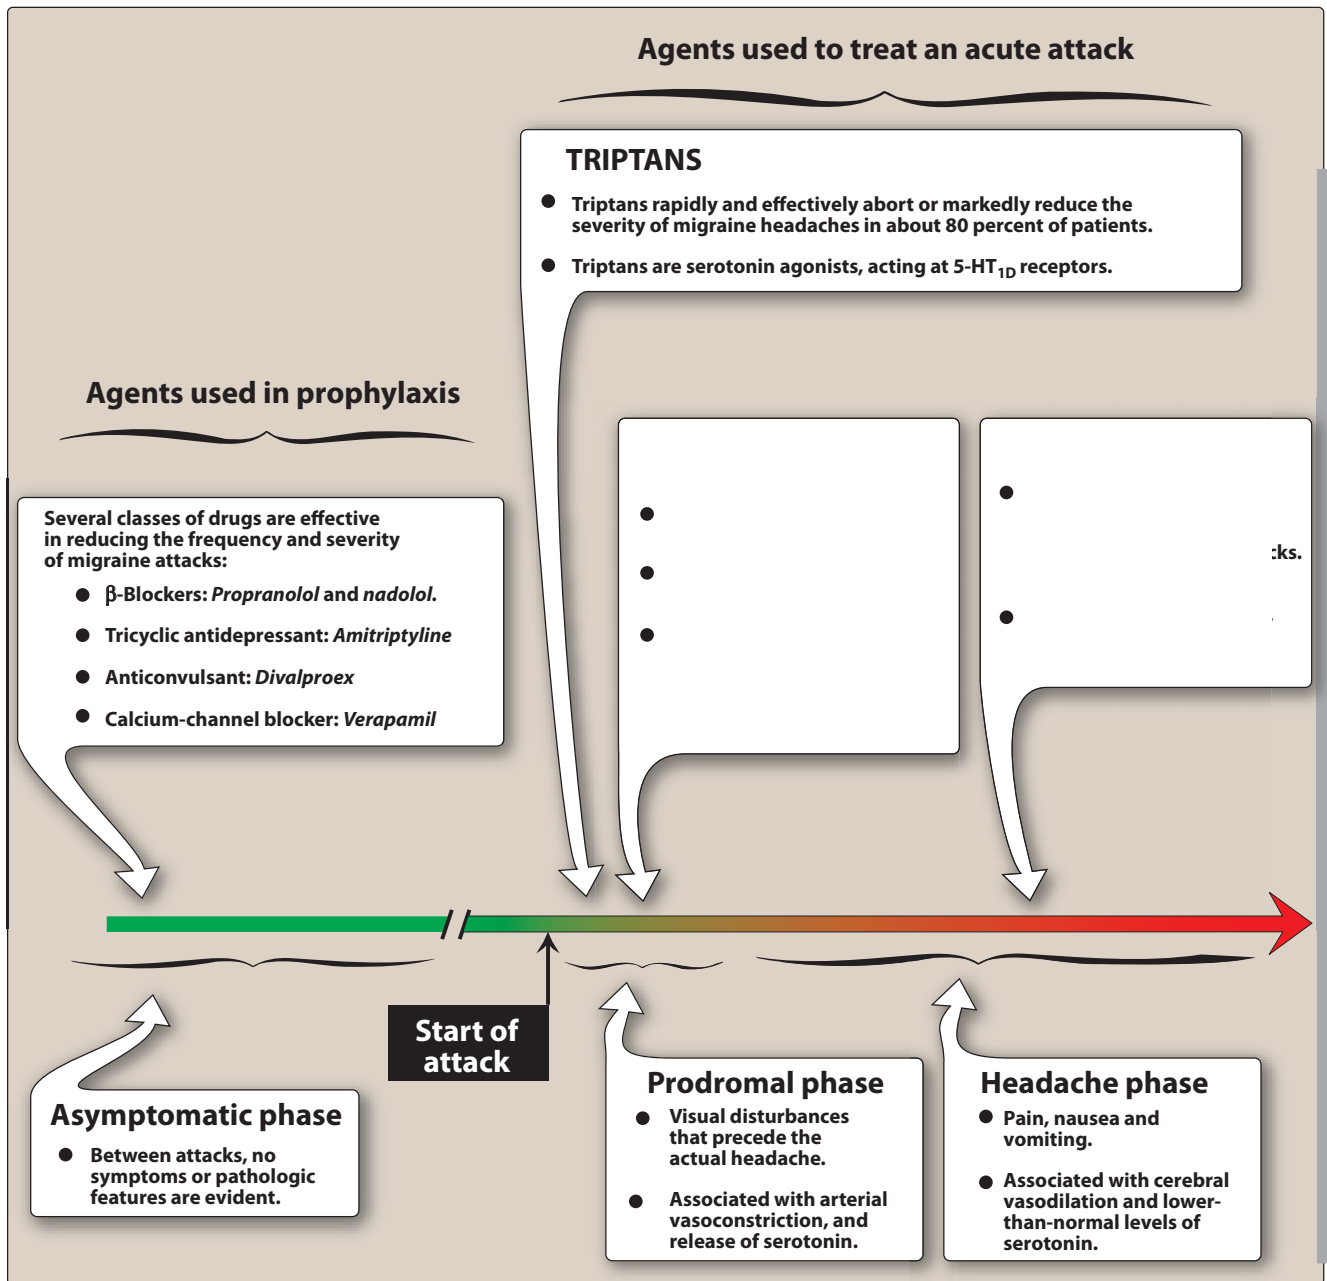 Agents used to treat an acute attack
TRIPTANS
● Triptans rapidly and effectively abort or markedly reduce the
severity of migraine headaches in about 80 percent of patients.
● Triptans are serotonin agonists, acting at 5-HT1D receptors.
Agents used in prophylaxis
Several classes of drugs are effective
in reducing the frequency and severity
of migraine attacks:
● β-Blockers: Propranolol and nadolol.
● Tricyclic antidepressant: Amitriptyline
● Anticonvulsant: Divalproex
● Calcium-channel blocker: Verapamil
cks.
Start of
attack
Asymptomatic phase
● Between attacks, no
symptoms or pathologic
features are evident.
Prodromal phase
● Visual disturbances
that precede the
actual headache.
● Associated with arterial
vasoconstriction, and
release of serotonin.
Headache phase
● Pain, nausea and
vomiting.
● Associated with cerebral
vasodilation and lower-
than-normal levels of
serotonin.